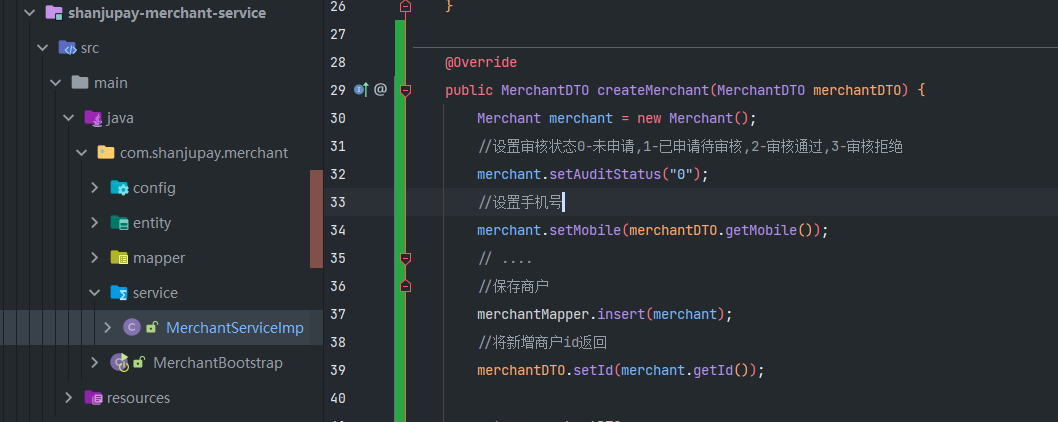 shanjupay-merchant-service
src
main
java
com.shanjupay.merchant
config
entity
mapper
service
MerchantServiceImp
MerchantBootstrap
resources
26 }
27
28 @Override
29 public MerchantDTO createMerchant(MerchantDTO merchantDTO) {
30 Merchant merchant = new Merchant();
31 //设置审核状态0-未申请,1-已申请待审核,2-审核通过,3-审核拒绝
32 merchant.setAuditStatus("0");
33 //设置手机号
34 merchant.setMobile(merchantDTO.getMobile());
35 // ....
36 //保存商户
37 merchantMapper.insert(merchant);
38 //将新增商户id返回
39 merchantDTO.setId(merchant.getId());
40